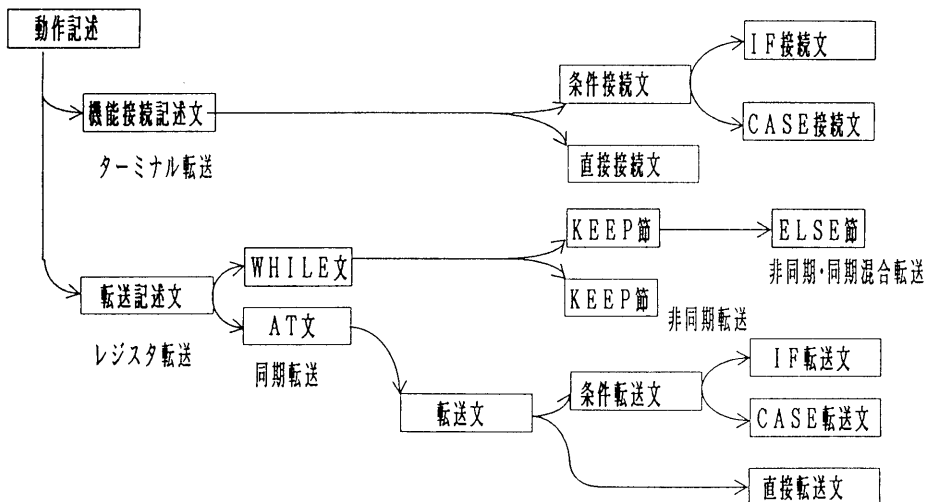 動作記述
IF接続文
条件接続文
機能接続記述文
CASE接続文
ターミナル転送
直接接続文
KEEP節
ELSE節
WHILE文
非同期・同期混合転送
転送記述文
KEEP節
非同期転送
AT文
レジスタ転送
同期転送
IF転送文
条件転送文
転送文
CASE転送文
直接転送文